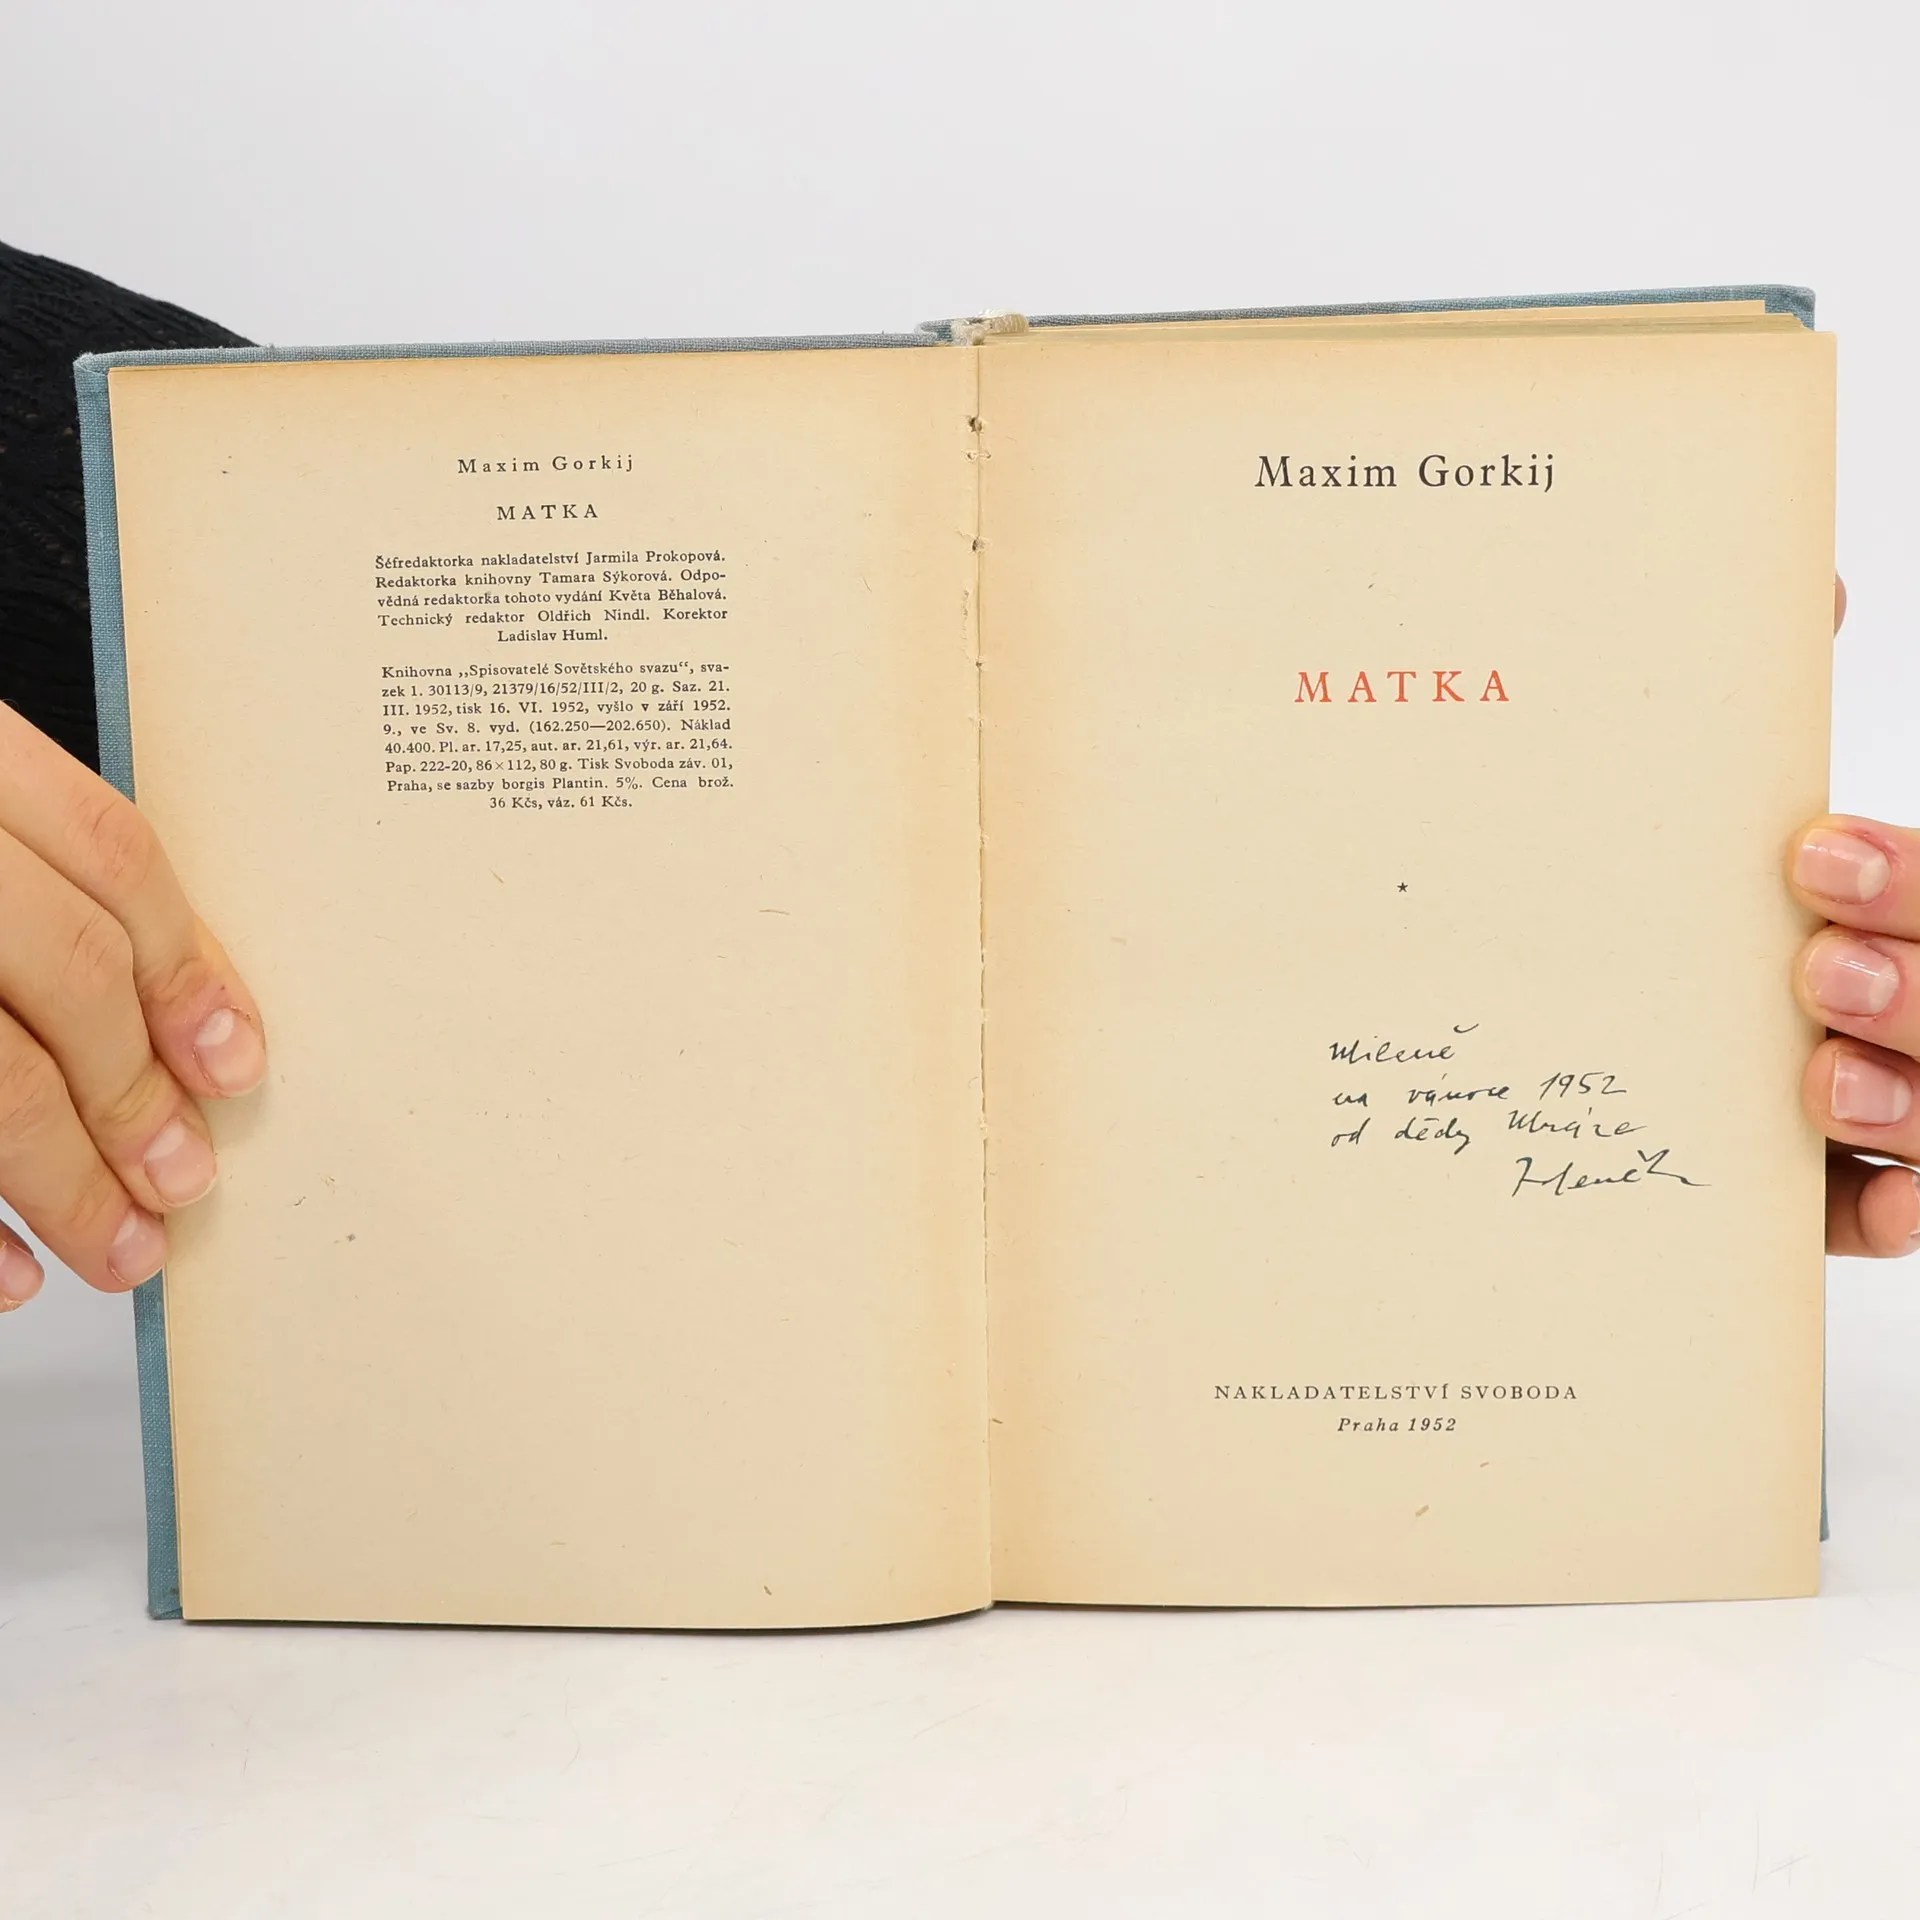 Maxim Gorkij
MATKA
Šéfredaktorka nakladatelství Jarmila Prokopová.
Redaktorka knihovny Tamara Sýkorová. Odpo-
vědná redaktorka tohoto vydání Květa Běhalová.
Technický redaktor Oldřich Nindl. Korektor
Ladislav Huml.
Knihovna „Spisovatelé Sovětského svazu“, sva-
zek 1. 30113/9, 21379/16/52/III/2, 20 g. Saz. 21.
III. 1952, tisk 16. VI. 1952, vyšlo v září 1952.
9., ve Sv. 8. vyd. (162.250—202.650). Náklad
40.400. Pl. ar. 17,25, aut. ar. 21,61, výr. ar. 21,64.
Pap. 222-20, 86×112, 80 g. Tisk Svoboda záv. 01,
Praha, se sazby borgis Plantin. 5%. Cena brož.
36 Kčs, váz. 61 Kčs.
Maxim Gorkij
MATKA
Mileně
na vánoce 1952
od dědy Mráze
Zdeněk
NAKLADATELSTVÍ SVOBODA
Praha 1952